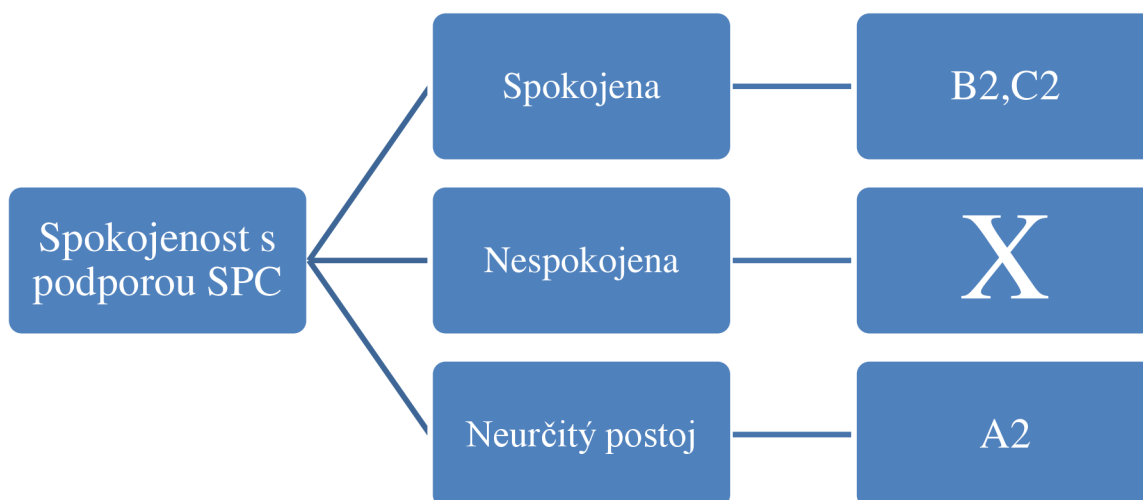 Spokojena
B2,C2
Spokojenost s
podporou SPC
Nespokojena
X
Neurčitý postoj
A2